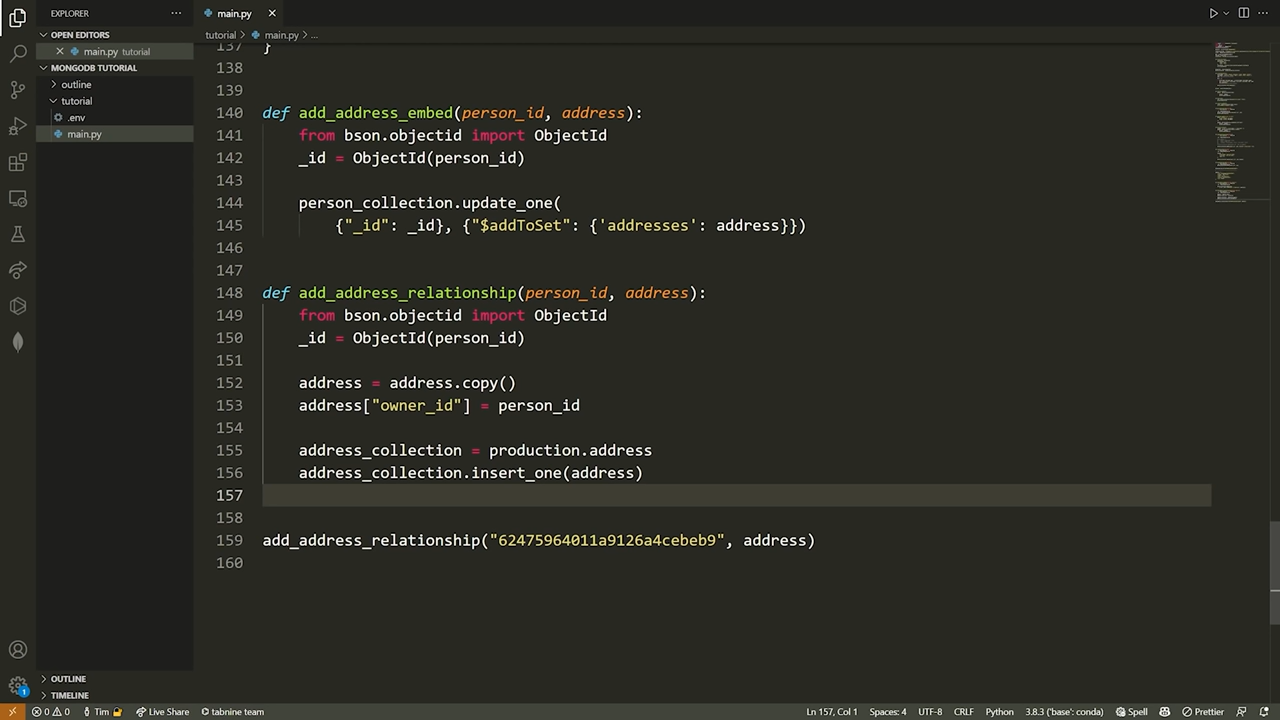 EXPLORER
···
main.py
OPEN EDITORS
main.py tutorial
MONGODB TUTORIAL
outline
tutorial
.env
main.py
tutorial > main.py > ...
137 }
138
139
140 def add_address_embed(person_id, address):
141 from bson.objectid import ObjectId
142 _id = ObjectId(person_id)
143
144 person_collection.update_one(
145 {"_id": _id}, {"$addToSet": {'addresses': address}})
146
147
148 def add_address_relationship(person_id, address):
149 from bson.objectid import ObjectId
150 _id = ObjectId(person_id)
151
152 address = address.copy()
153 address["owner_id"] = person_id
154
155 address_collection = production.address
156 address_collection.insert_one(address)
157
158
159 add_address_relationship("62475964011a9126a4cebeb9", address)
160
OUTLINE
TIMELINE
1
0 0 Tim Live Share tabnine team Ln 157, Col 1 Spaces: 4 UTF-8 CRLF Python 3.8.3 ('base': conda) Spell Prettier